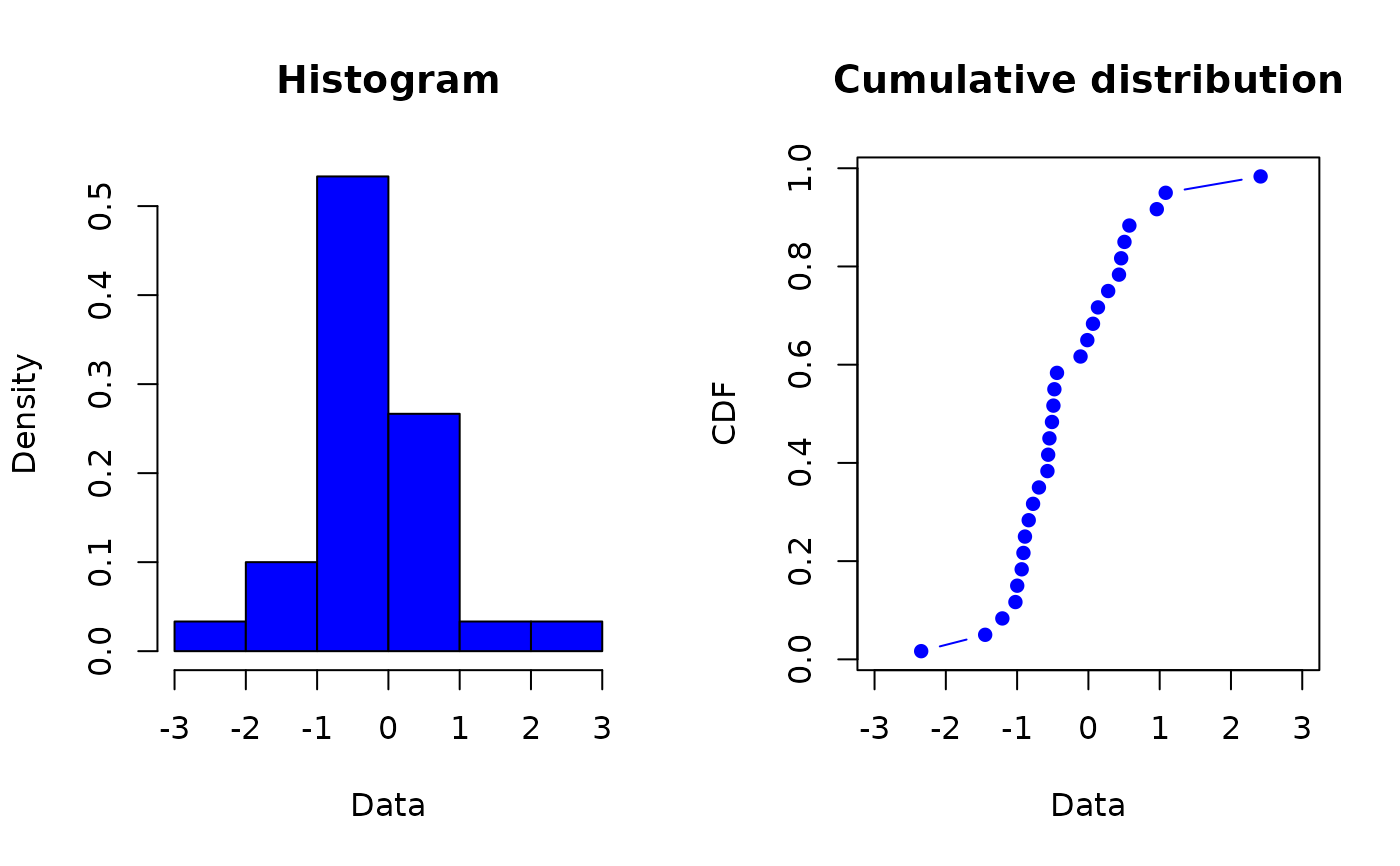 Histogram
Density
0.0 0.1 0.2 0.3 0.4 0.5
-3 -2 -1 0 1 2 3
Data
Cumulative distribution
CDF
0.0 0.2 0.4 0.6 0.8 1.0
-3 -2 -1 0 1 2 3
Data